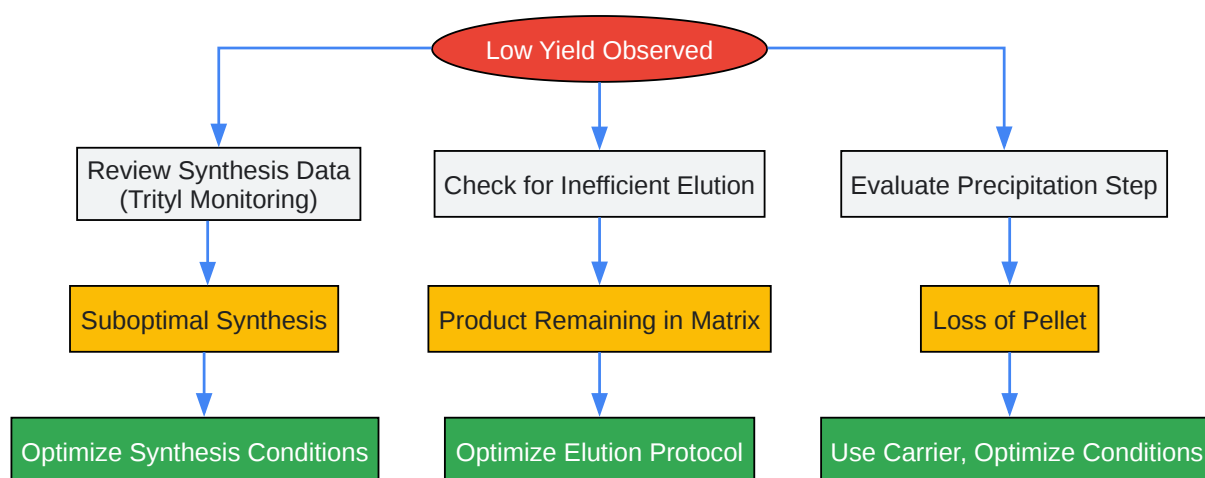 Low Yield Observed
Review Synthesis Data
(Trityl Monitoring)
Check for Inefficient Elution
Evaluate Precipitation Step
Suboptimal Synthesis
Product Remaining in Matrix
Loss of Pellet
Optimize Synthesis Conditions
Optimize Elution Protocol
Use Carrier, Optimize Conditions